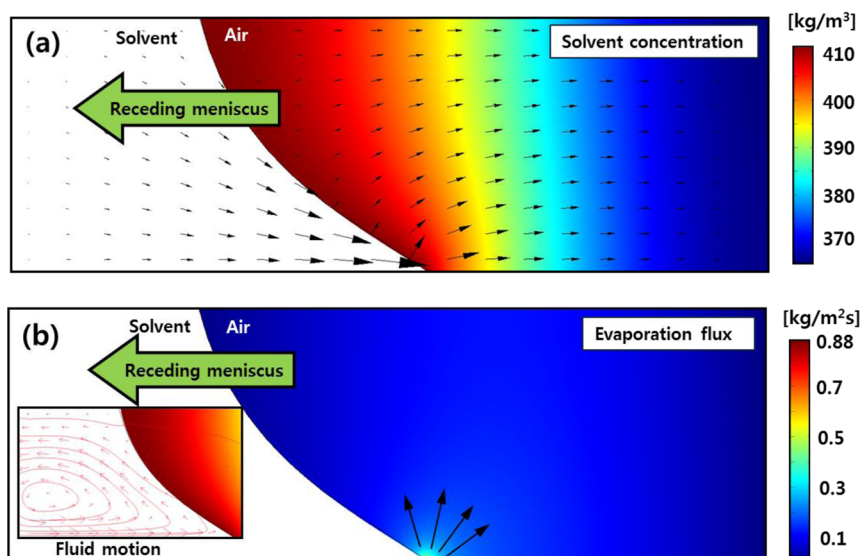 (a)
Solvent
Air
Solvent concentration
Receding meniscus
[kg/m³]
410
400
390
380
370
(b)
Solvent
Air
Evaporation flux
Receding meniscus
Fluid motion
[kg/m²s]
0.88
0.7
0.5
0.3
0.1